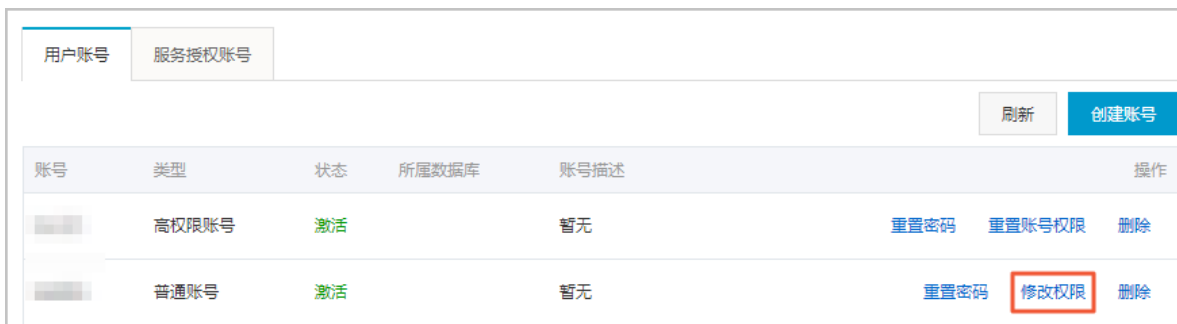 用户账号 服务授权账号
刷新 创建账号
账号 类型 状态 所属数据库 账号描述 操作
高权限账号 激活 暂无 重置密码 重置账号权限 删除
普通账号 激活 暂无 重置密码 修改权限 删除